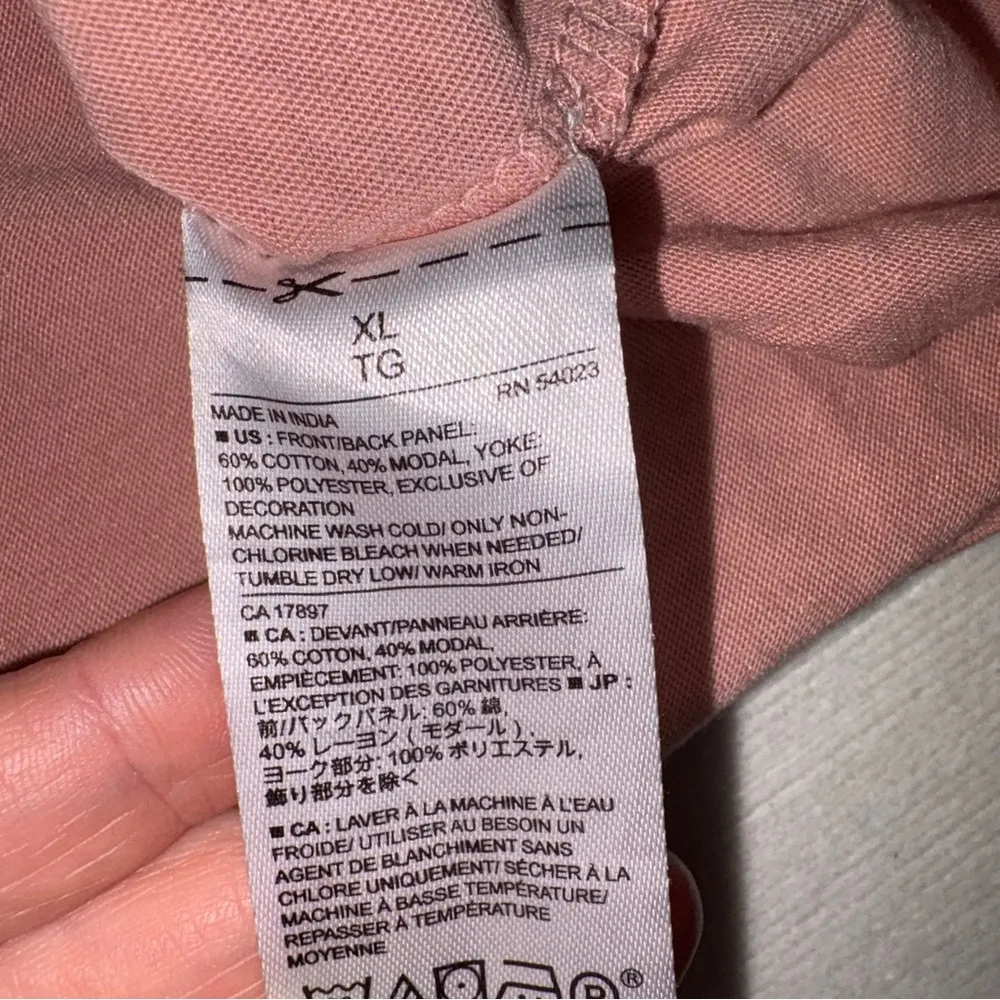 XL
TG
RN 54023
MADE IN INDIA
■ US : FRONT/BACK PANEL:
60% COTTON, 40% MODAL, YOKE:
100% POLYESTER, EXCLUSIVE OF
DECORATION
MACHINE WASH COLD/ ONLY NON-
CHLORINE BLEACH WHEN NEEDED/
TUMBLE DRY LOW/ WARM IRON
CA 17897
■ CA : DEVANT/PANNEAU ARRIÈRE:
60% COTON, 40% MODAL,
EMPIÈCEMENT: 100% POLYESTER, À
L'EXCEPTION DES GARNITURES ■ JP :
前/バックパネル: 60% 綿,
40% レーヨン ( モダール ),
ヨーク部分: 100% ポリエステル,
飾り部分を除く
■ CA : LAVER À LA MACHINE À L'EAU
FROIDE/ UTILISER AU BESOIN UN
AGENT DE BLANCHIMENT SANS
CHLORE UNIQUEMENT/ SÉCHER À LA
MACHINE À BASSE TEMPÉRATURE/
REPASSER À TEMPÉRATURE
MOYENNE
P ®